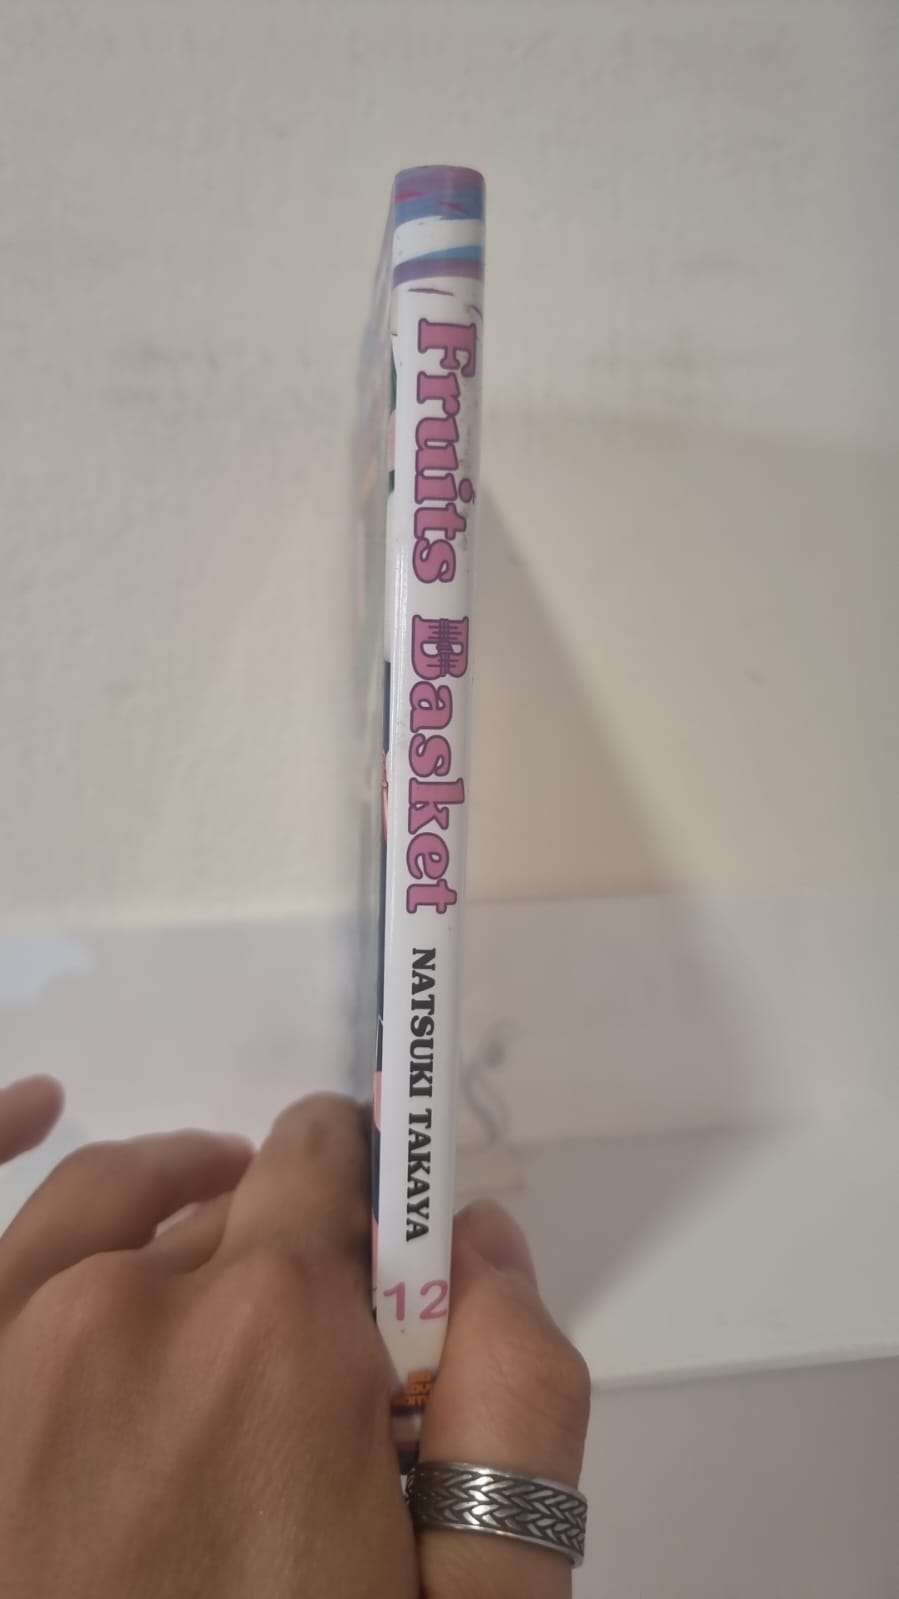 Fruits Basket
NATSUKI TAKAYA
12